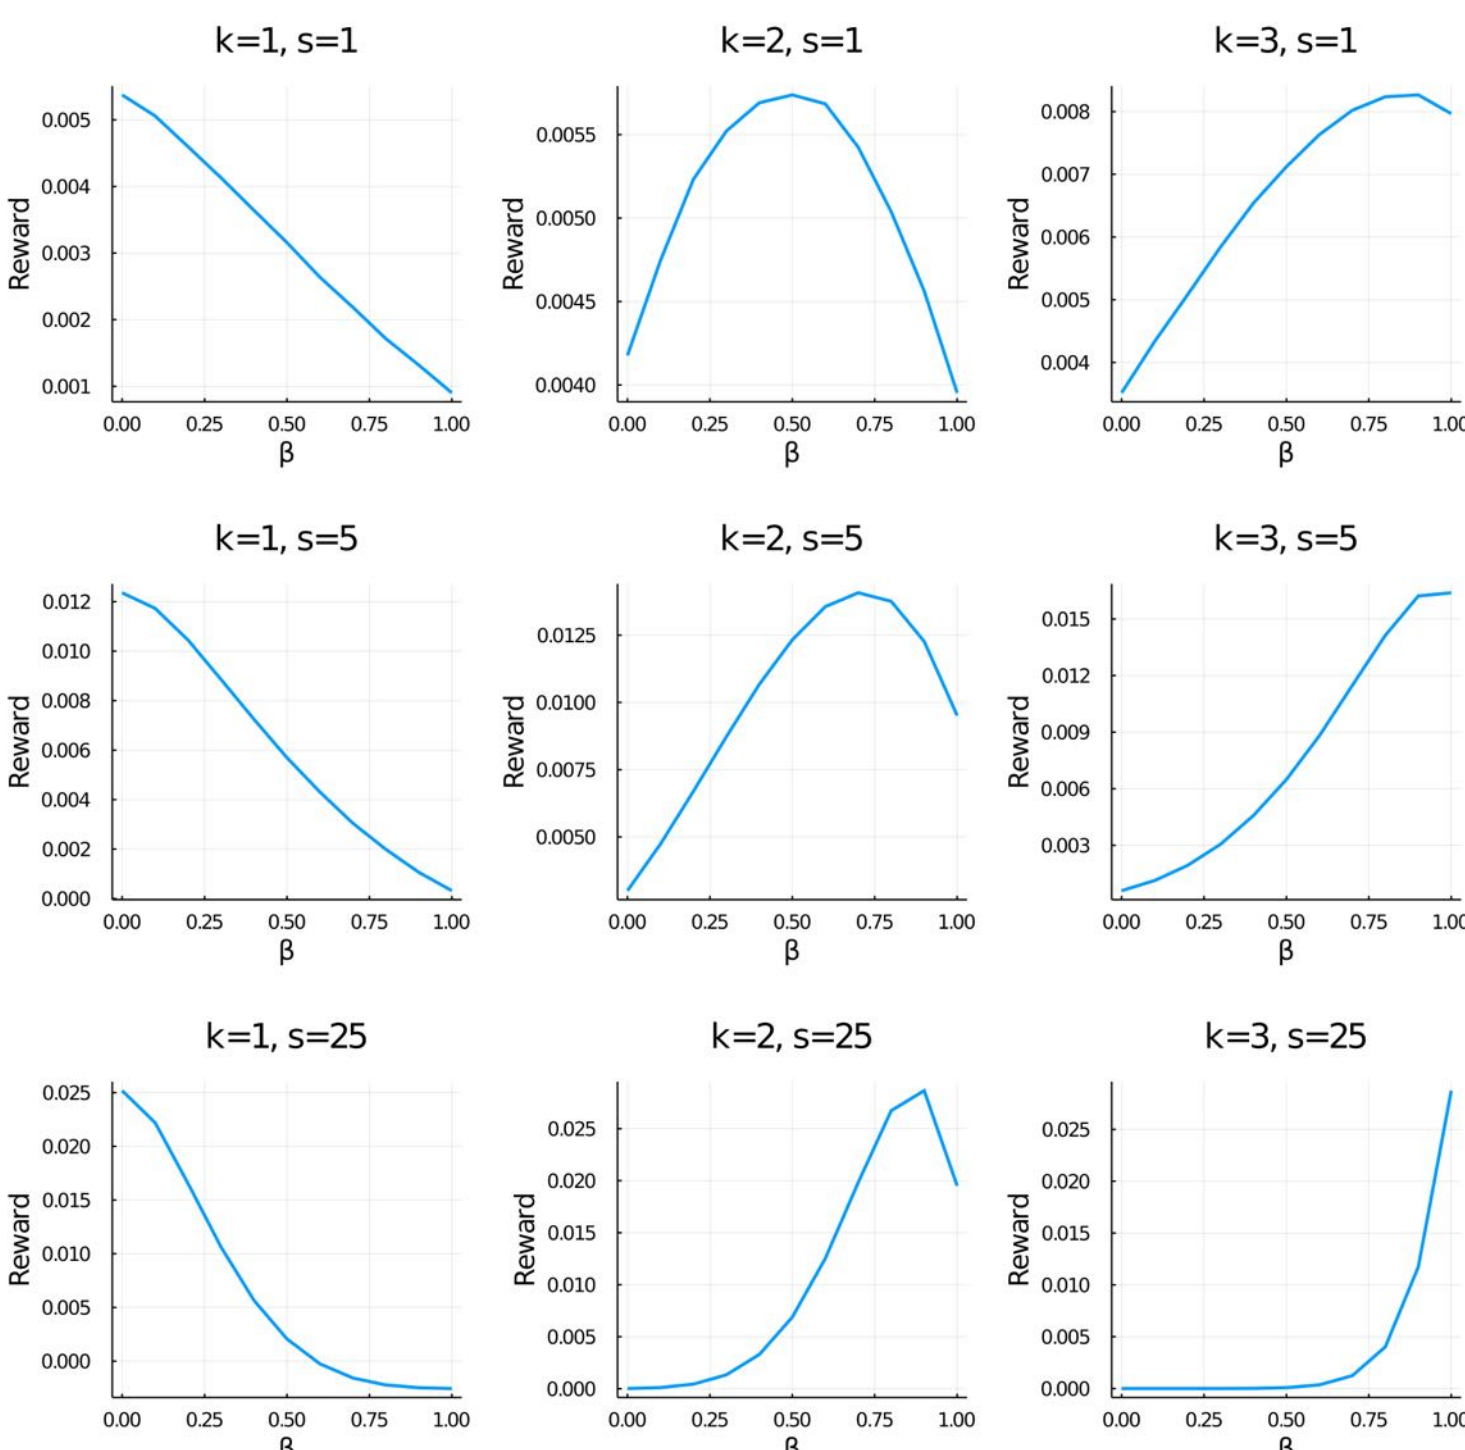 k=1, s=1
k=2, s=1
k=3, s=1
Reward
0.005
0.004
0.003
0.002
0.001
0.00 0.25 0.50 0.75 1.00
β
Reward
0.0055
0.0050
0.0045
0.0040
0.00 0.25 0.50 0.75 1.00
β
Reward
0.008
0.007
0.006
0.005
0.004
0.00 0.25 0.50 0.75 1.00
β
k=1, s=5
k=2, s=5
k=3, s=5
Reward
0.012
0.010
0.008
0.006
0.004
0.002
0.000
0.00 0.25 0.50 0.75 1.00
β
Reward
0.0125
0.0100
0.0075
0.0050
0.00 0.25 0.50 0.75 1.00
β
Reward
0.015
0.012
0.009
0.006
0.003
0.00 0.25 0.50 0.75 1.00
β
k=1, s=25
k=2, s=25
k=3, s=25
Reward
0.025
0.020
0.015
0.010
0.005
0.000
0.00 0.25 0.50 0.75 1.00
β
Reward
0.025
0.020
0.015
0.010
0.005
0.000
0.00 0.25 0.50 0.75 1.00
β
Reward
0.025
0.020
0.015
0.010
0.005
0.000
0.00 0.25 0.50 0.75 1.00
β